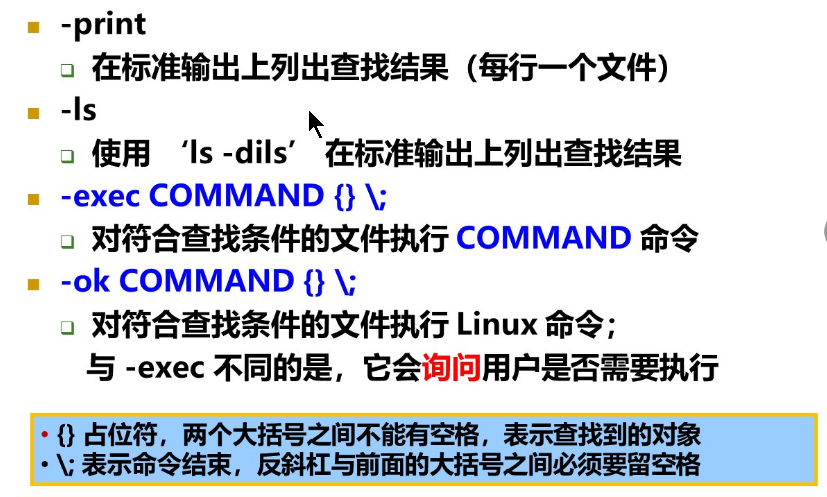 -print
在标准输出上列出查找结果（每行一个文件）
-ls
使用 ‘ls -dils’ 在标准输出上列出查找结果
-exec COMMAND {} \;
对符合查找条件的文件执行 COMMAND 命令
-ok COMMAND {} \;
对符合查找条件的文件执行 Linux 命令；
与 -exec 不同的是，它会询问用户是否需要执行
• {} 占位符，两个大括号之间不能有空格，表示查找到的对象
• \; 表示命令结束，反斜杠与前面的大括号之间必须要留空格